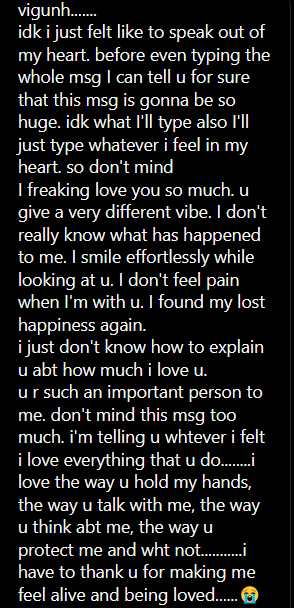 vigunh.......
idk i just felt like to speak out of
my heart. before even typing the
whole msg I can tell u for sure
that this msg is gonna be so
huge. idk what I'll type also I'll
just type whatever i feel in my
heart. so don't mind
I freaking love you so much. u
give a very different vibe. I don't
really know what has happened
to me. I smile effortlessly while
looking at u. I don't feel pain
when I'm with u. I found my lost
happiness again.
i just don't know how to explain
u abt how much i love u.
u r such an important person to
me. don't mind this msg too
much. i'm telling u whtever i felt
i love everything that u do........i
love the way u hold my hands,
the way u talk with me, the way
u think abt me, the way u
protect me and wht not...........i
have to thank u for making me
feel alive and being loved......😭